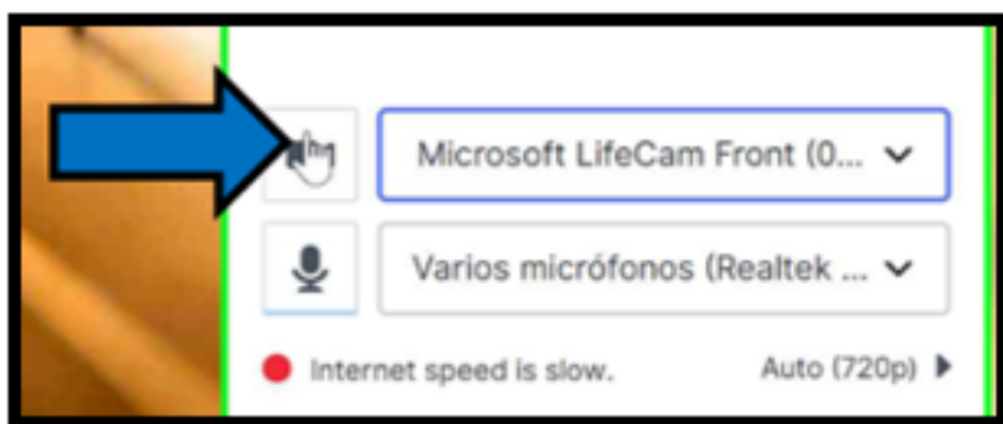 Microsoft LifeCam Front (0...
Varios micrófonos (Realtek ...
Internet speed is slow. Auto (720p)